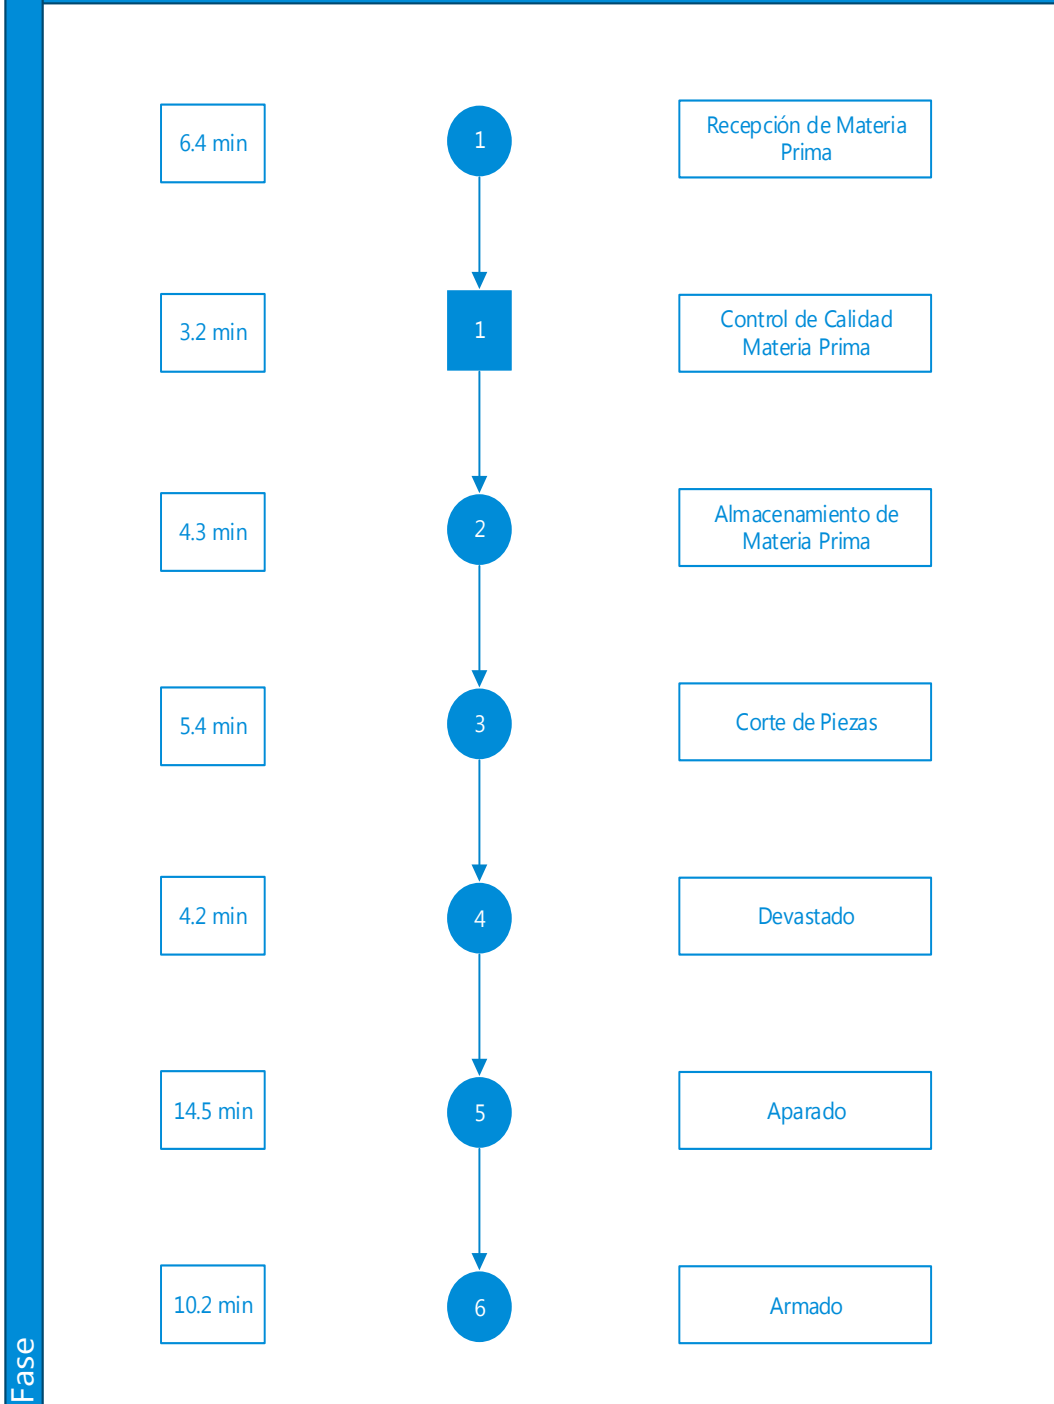 6.4 min
1
Recepción de Materia
Prima
3.2 min
1
Control de Calidad
Materia Prima
4.3 min
2
Almacenamiento de
Materia Prima
5.4 min
3
Corte de Piezas
4.2 min
4
Devastado
14.5 min
5
Aparado
10.2 min
6
Armado
Fase